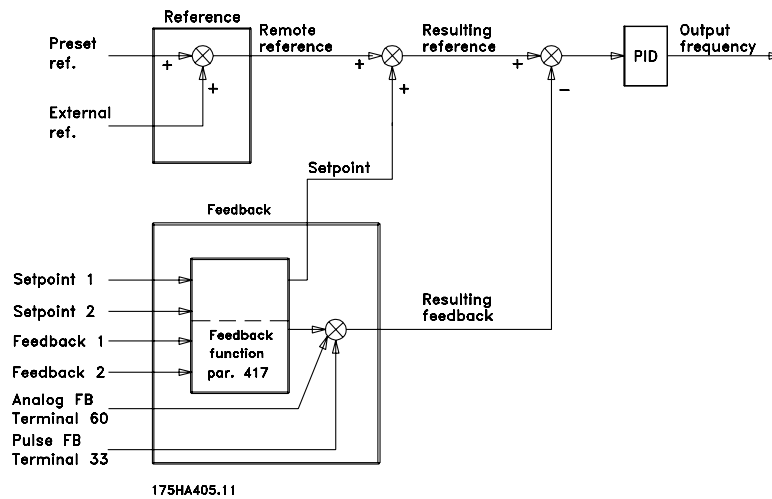 Reference
Preset
ref.
+
+
External
ref.
Remote
reference
+
+
Resulting
reference
+
−
PID
Output
frequency
Setpoint
Feedback
Setpoint 1
Setpoint 2
Feedback 1
Feedback 2
Analog FB
Terminal 60
Pulse FB
Terminal 33
Feedback
function
par. 417
Resulting
feedback
175HA405.11